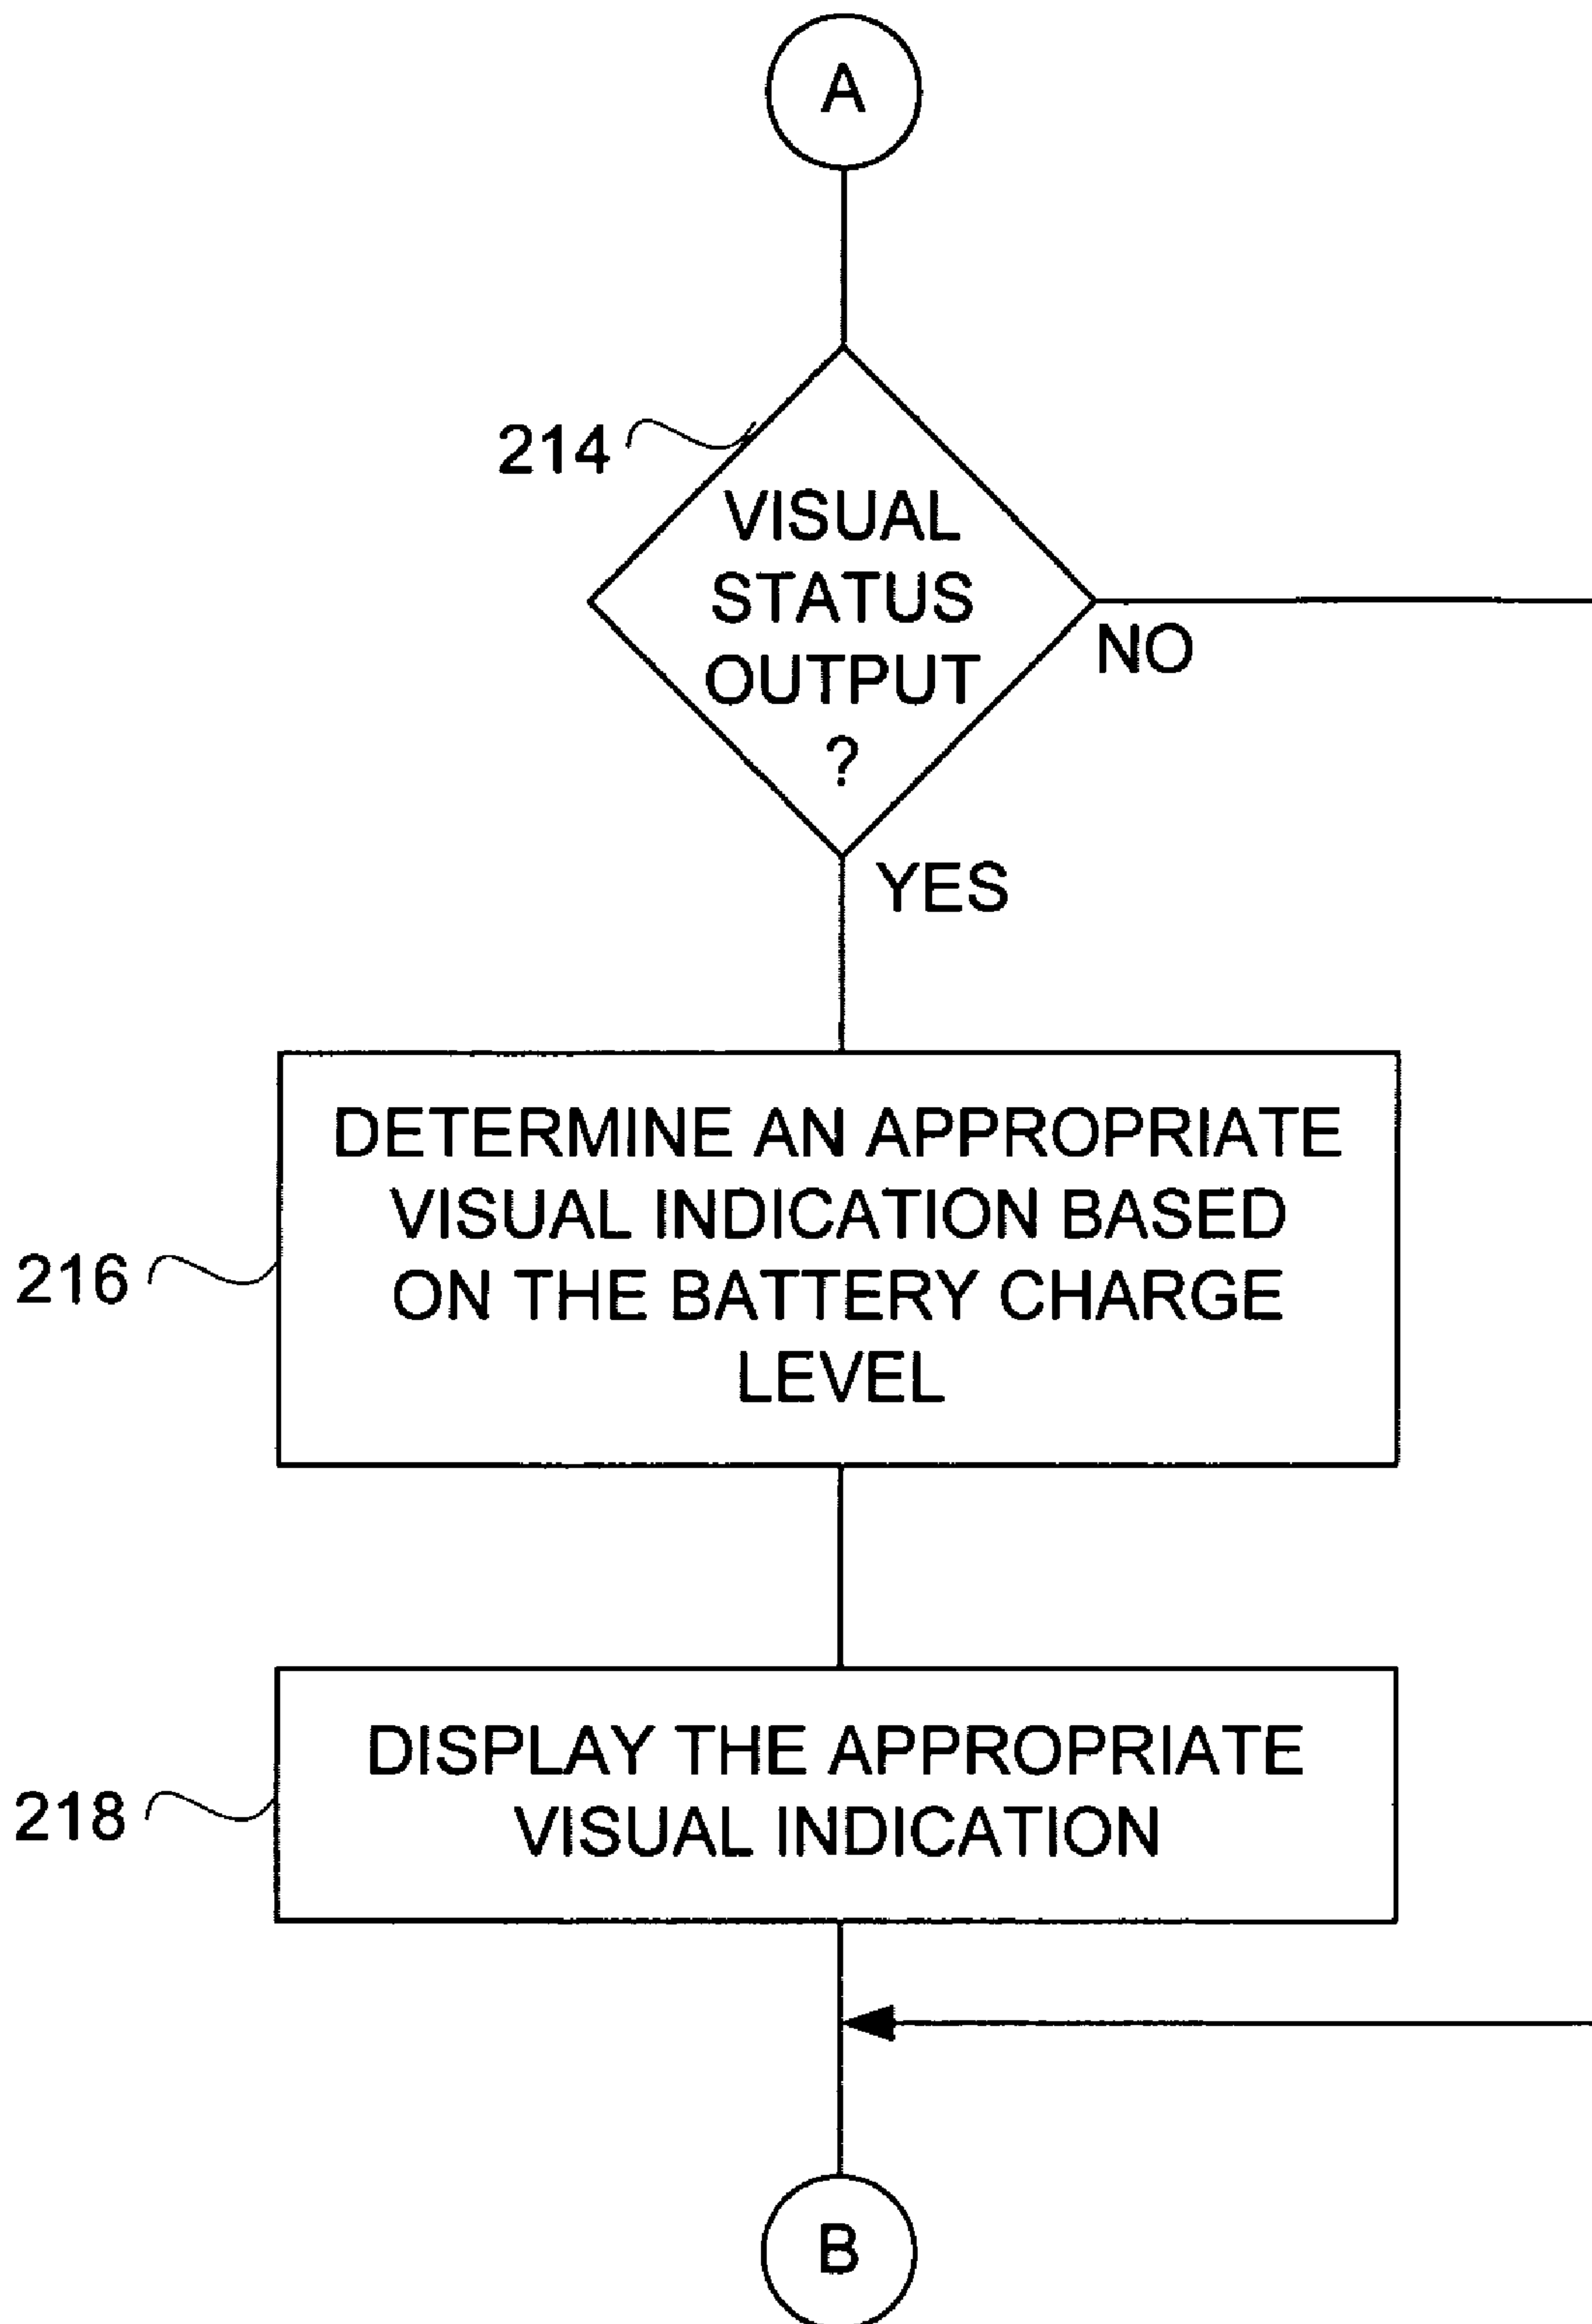 A
214
VISUAL
STATUS
OUTPUT
?
NO
YES
216
DETERMINE AN APPROPRIATE
VISUAL INDICATION BASED
ON THE BATTERY CHARGE
LEVEL
218
DISPLAY THE APPROPRIATE
VISUAL INDICATION
B